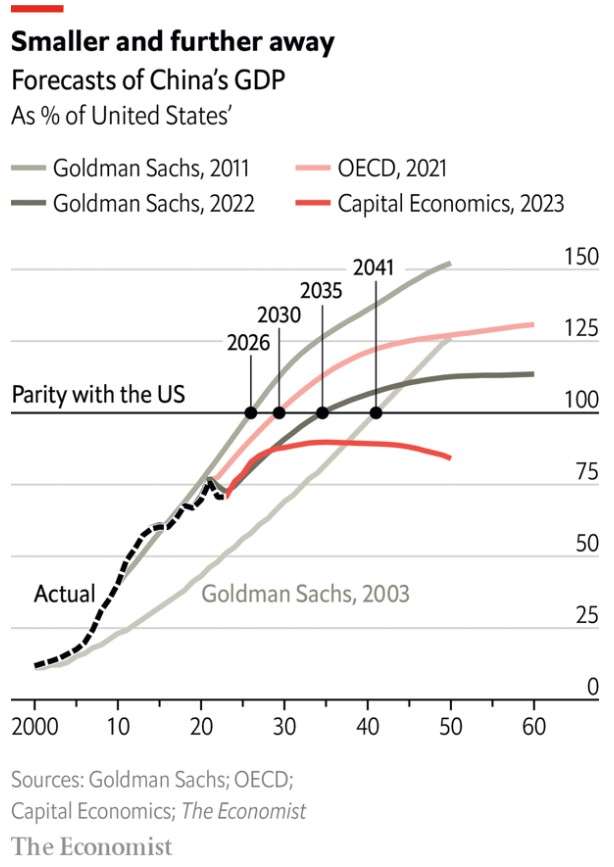 Smaller and further away
Forecasts of China’s GDP
As % of United States’
Goldman Sachs, 2011
OECD, 2021
Goldman Sachs, 2022
Capital Economics, 2023
150
2041
2035
2030
125
2026
Parity with the US
100
75
50
Actual
Goldman Sachs, 2003
25
0
2000 10 20 30 40 50 60
Sources: Goldman Sachs; OECD;
Capital Economics; The Economist
The Economist